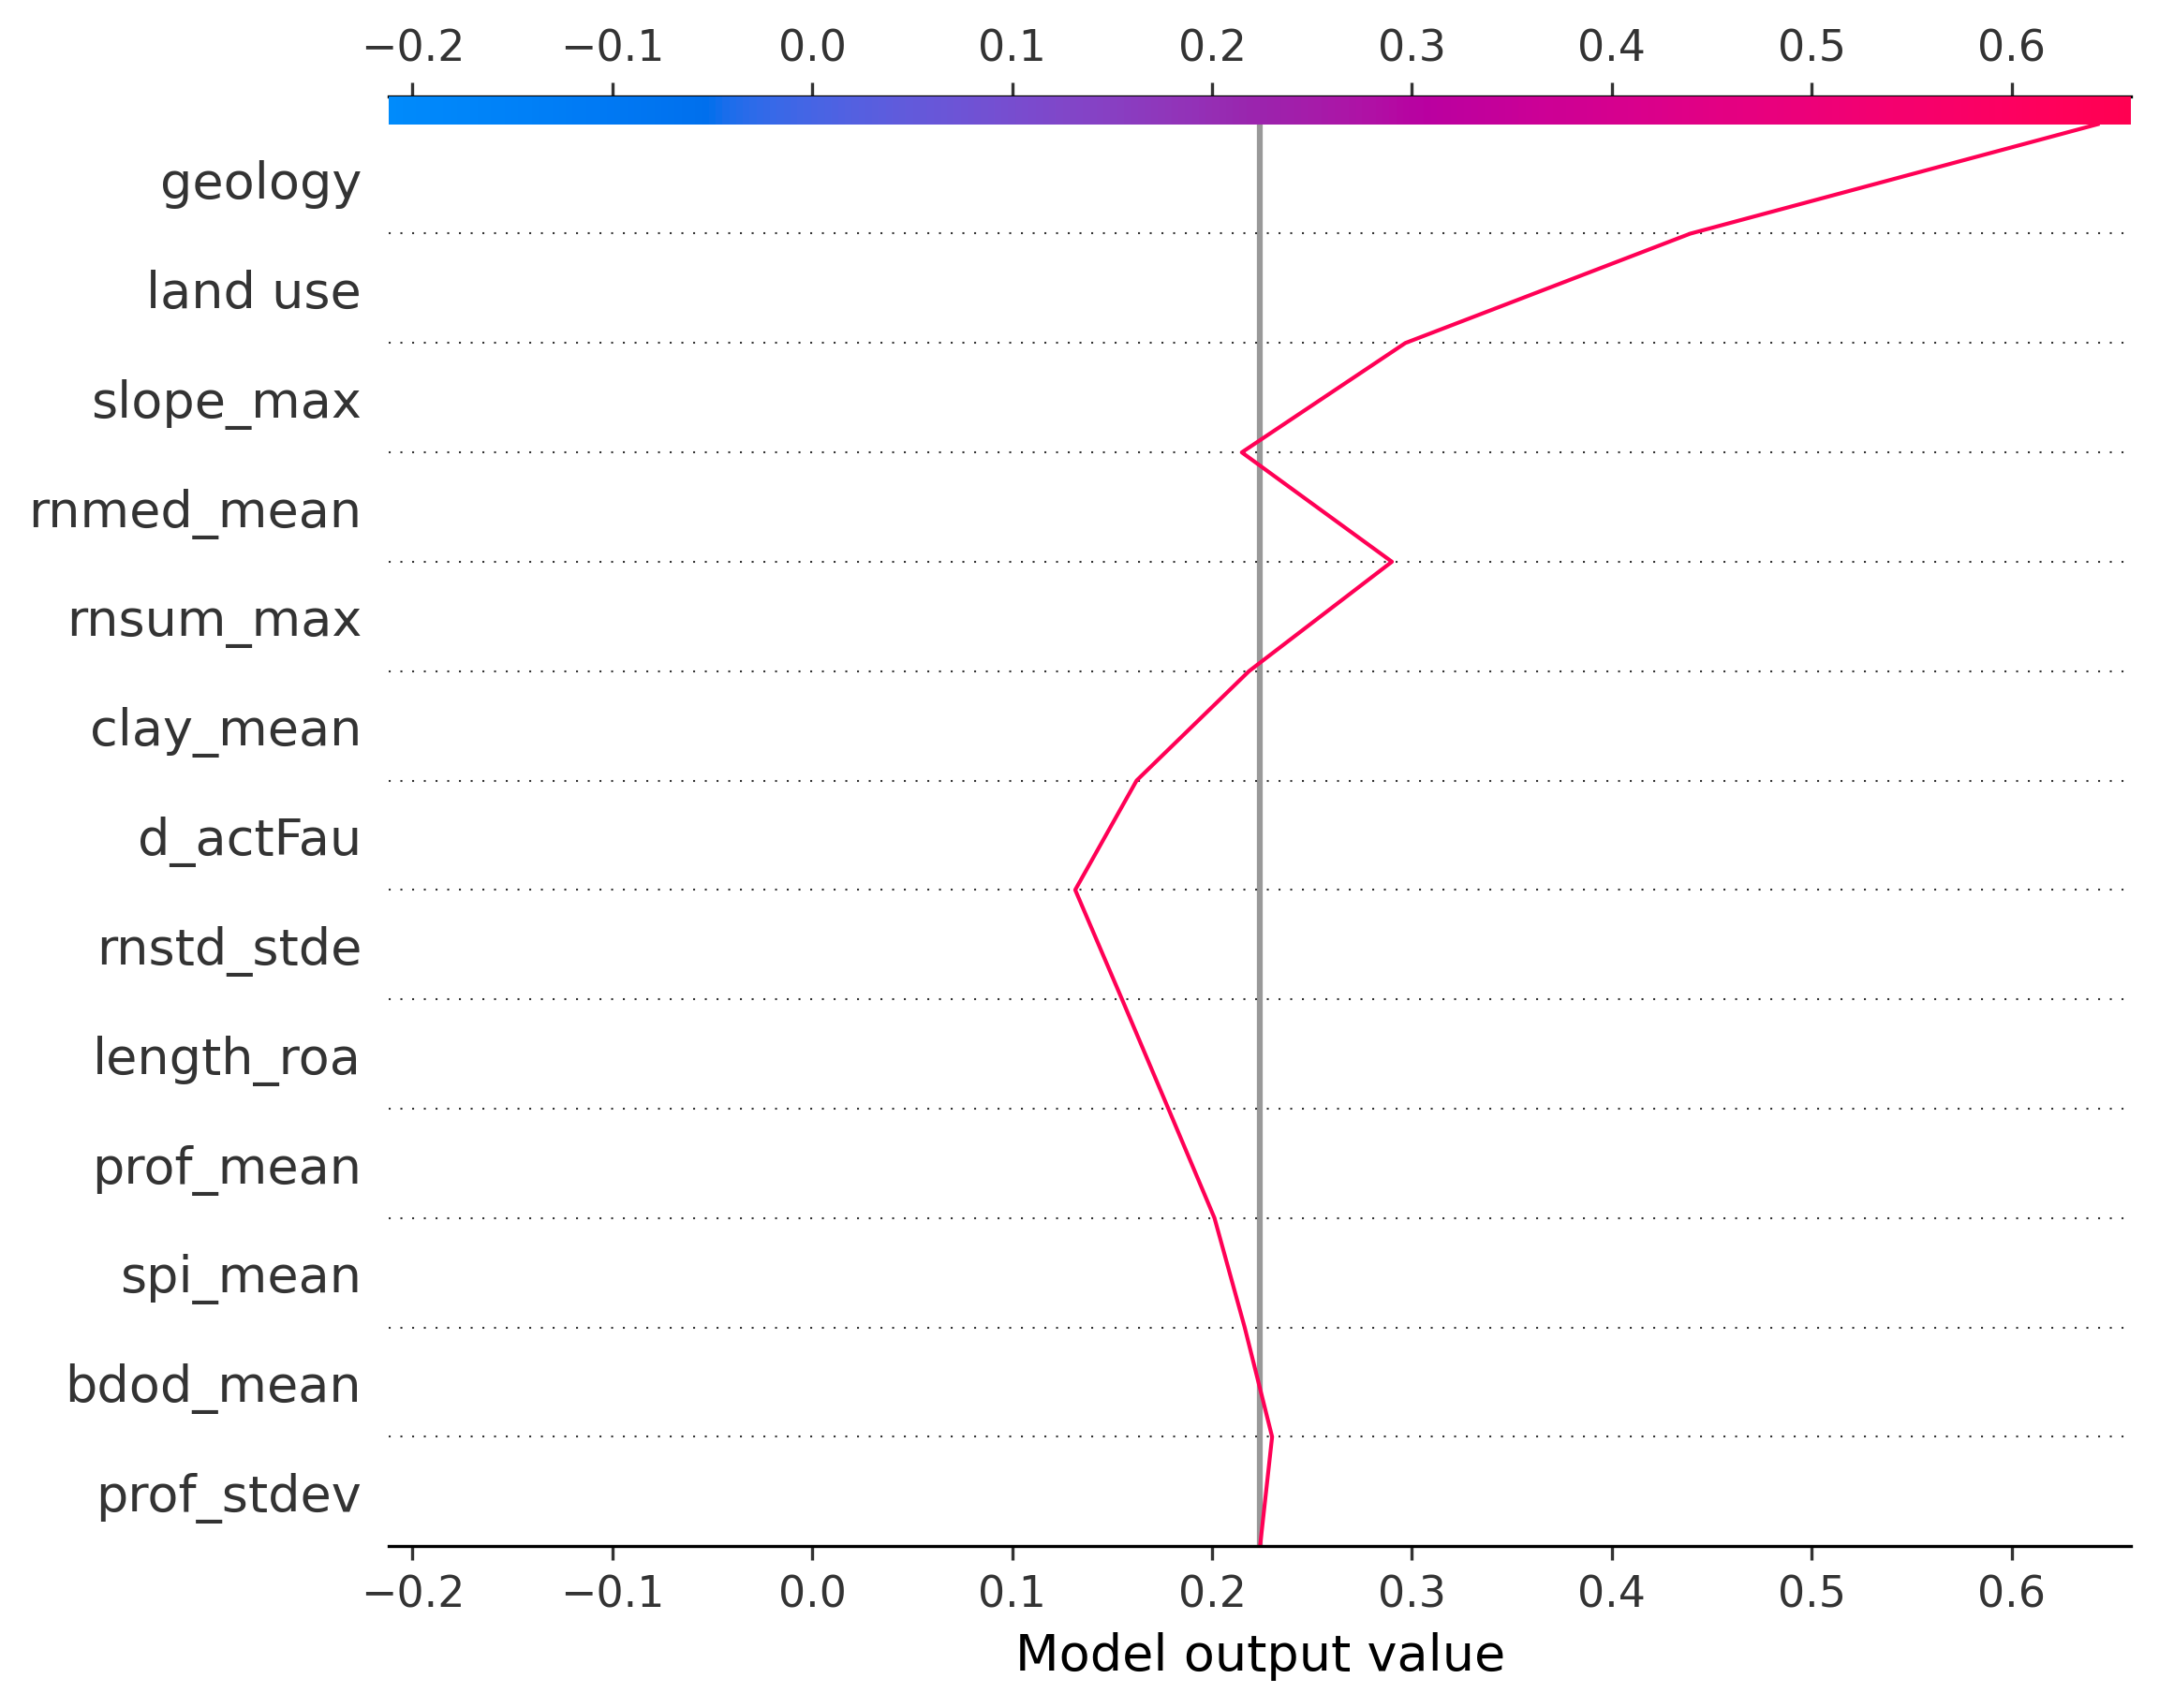 −0.2 −0.1 0.0 0.1 0.2 0.3 0.4 0.5 0.6
geology
land use
slope_max
rnmed_mean
rnsum_max
clay_mean
d_actFau
rnstd_stde
length_roa
prof_mean
spi_mean
bdod_mean
prof_stdev
−0.2 −0.1 0.0 0.1 0.2 0.3 0.4 0.5 0.6
Model output value